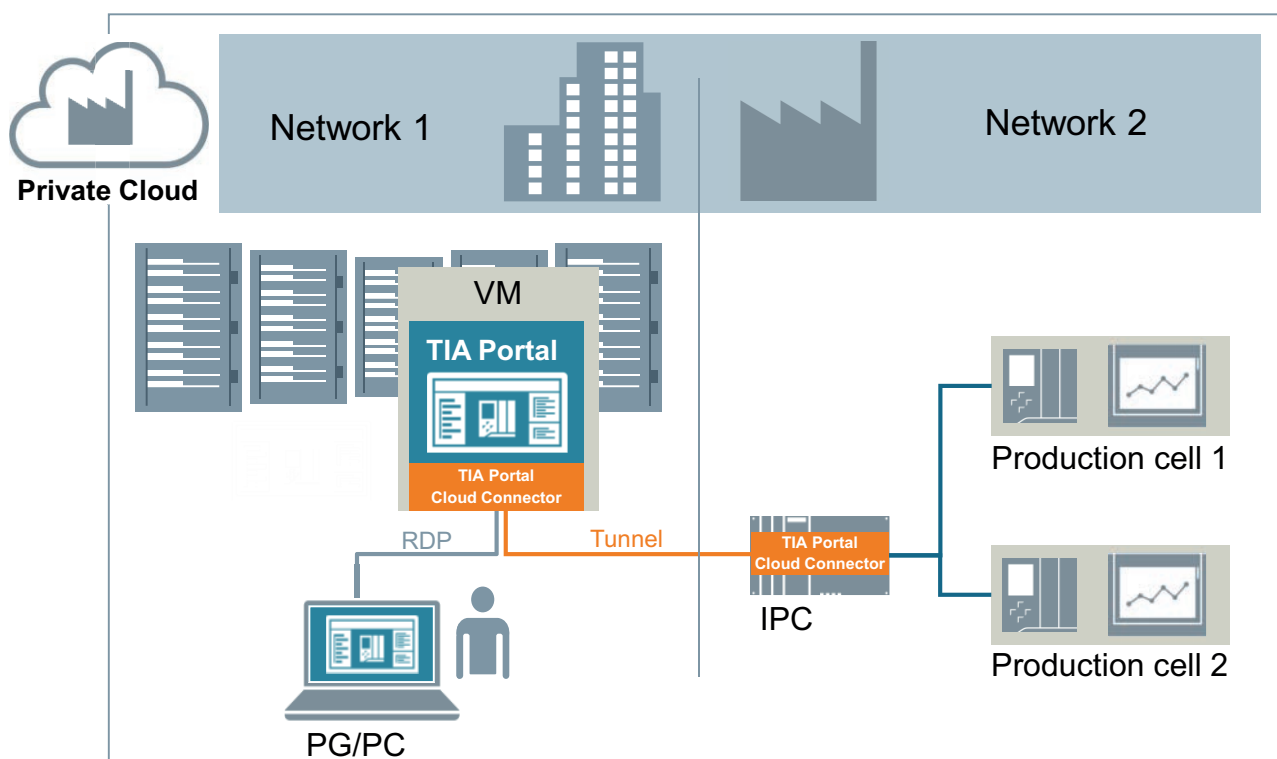 Network 1
Network 2
Private Cloud
VM
TIA Portal
TIA Portal
Cloud Connector
RDP
Tunnel
TIA Portal
Cloud Connector
IPC
Production cell 1
Production cell 2
PG/PC